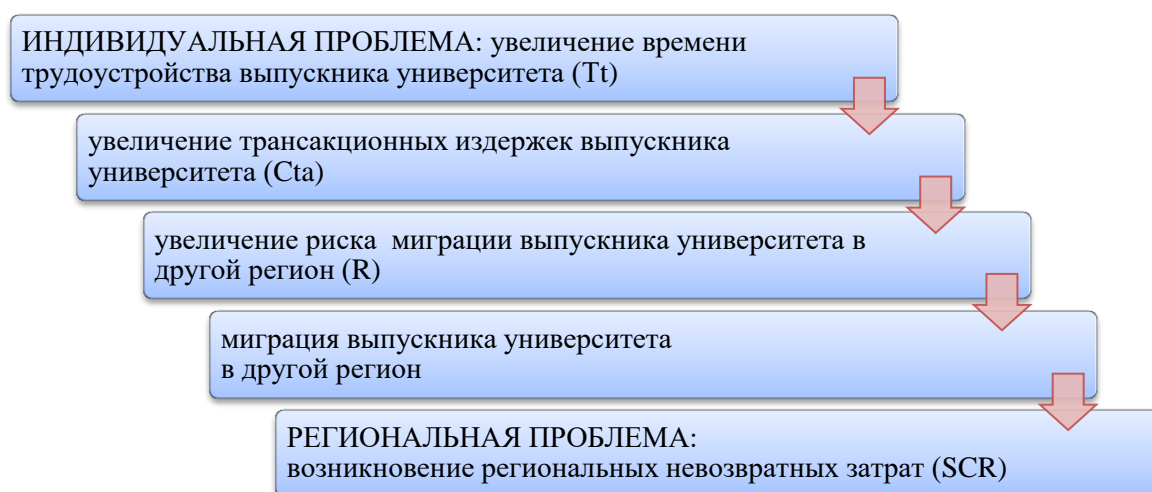 ИНДИВИДУАЛЬНАЯ ПРОБЛЕМА: увеличение времени
трудоустройства выпускника университета (Tt)
увеличение трансакционных издержек выпускника
университета (Cta)
увеличение риска миграции выпускника университета в
другой регион (R)
миграция выпускника университета
в другой регион
РЕГИОНАЛЬНАЯ ПРОБЛЕМА:
возникновение региональных невозвратных затрат (SCR)